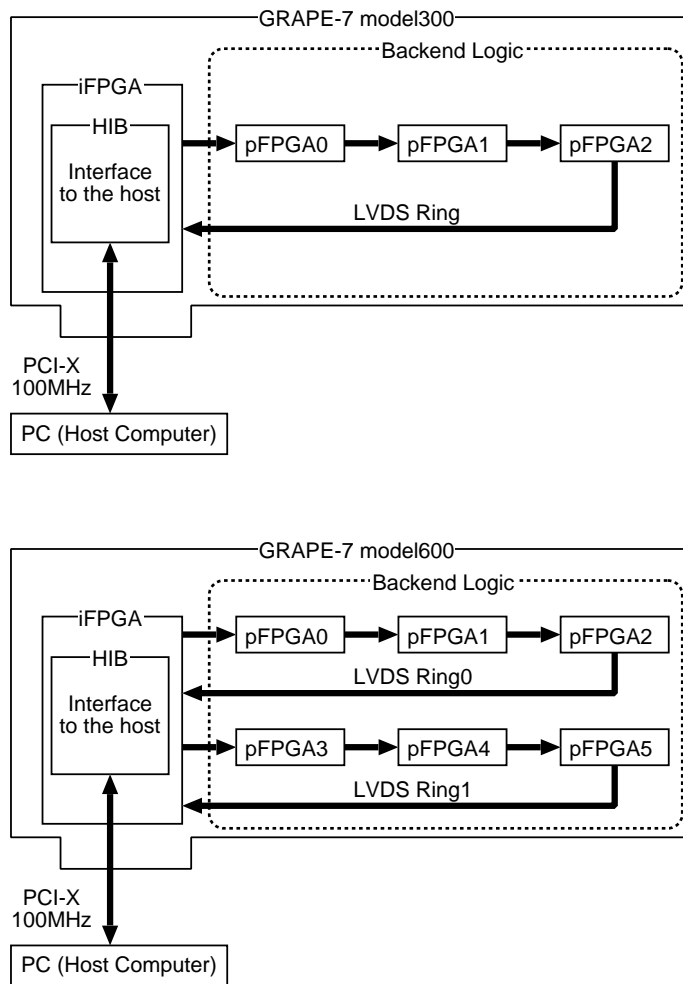 GRAPE-7 model300
Backend Logic
iFPGA
HIB
Interface
to the host
pFPGA0
pFPGA1
pFPGA2
LVDS Ring
PCI-X
100MHz
PC (Host Computer)
GRAPE-7 model600
Backend Logic
iFPGA
HIB
Interface
to the host
pFPGA0
pFPGA1
pFPGA2
LVDS Ring0
pFPGA3
pFPGA4
pFPGA5
LVDS Ring1
PCI-X
100MHz
PC (Host Computer)